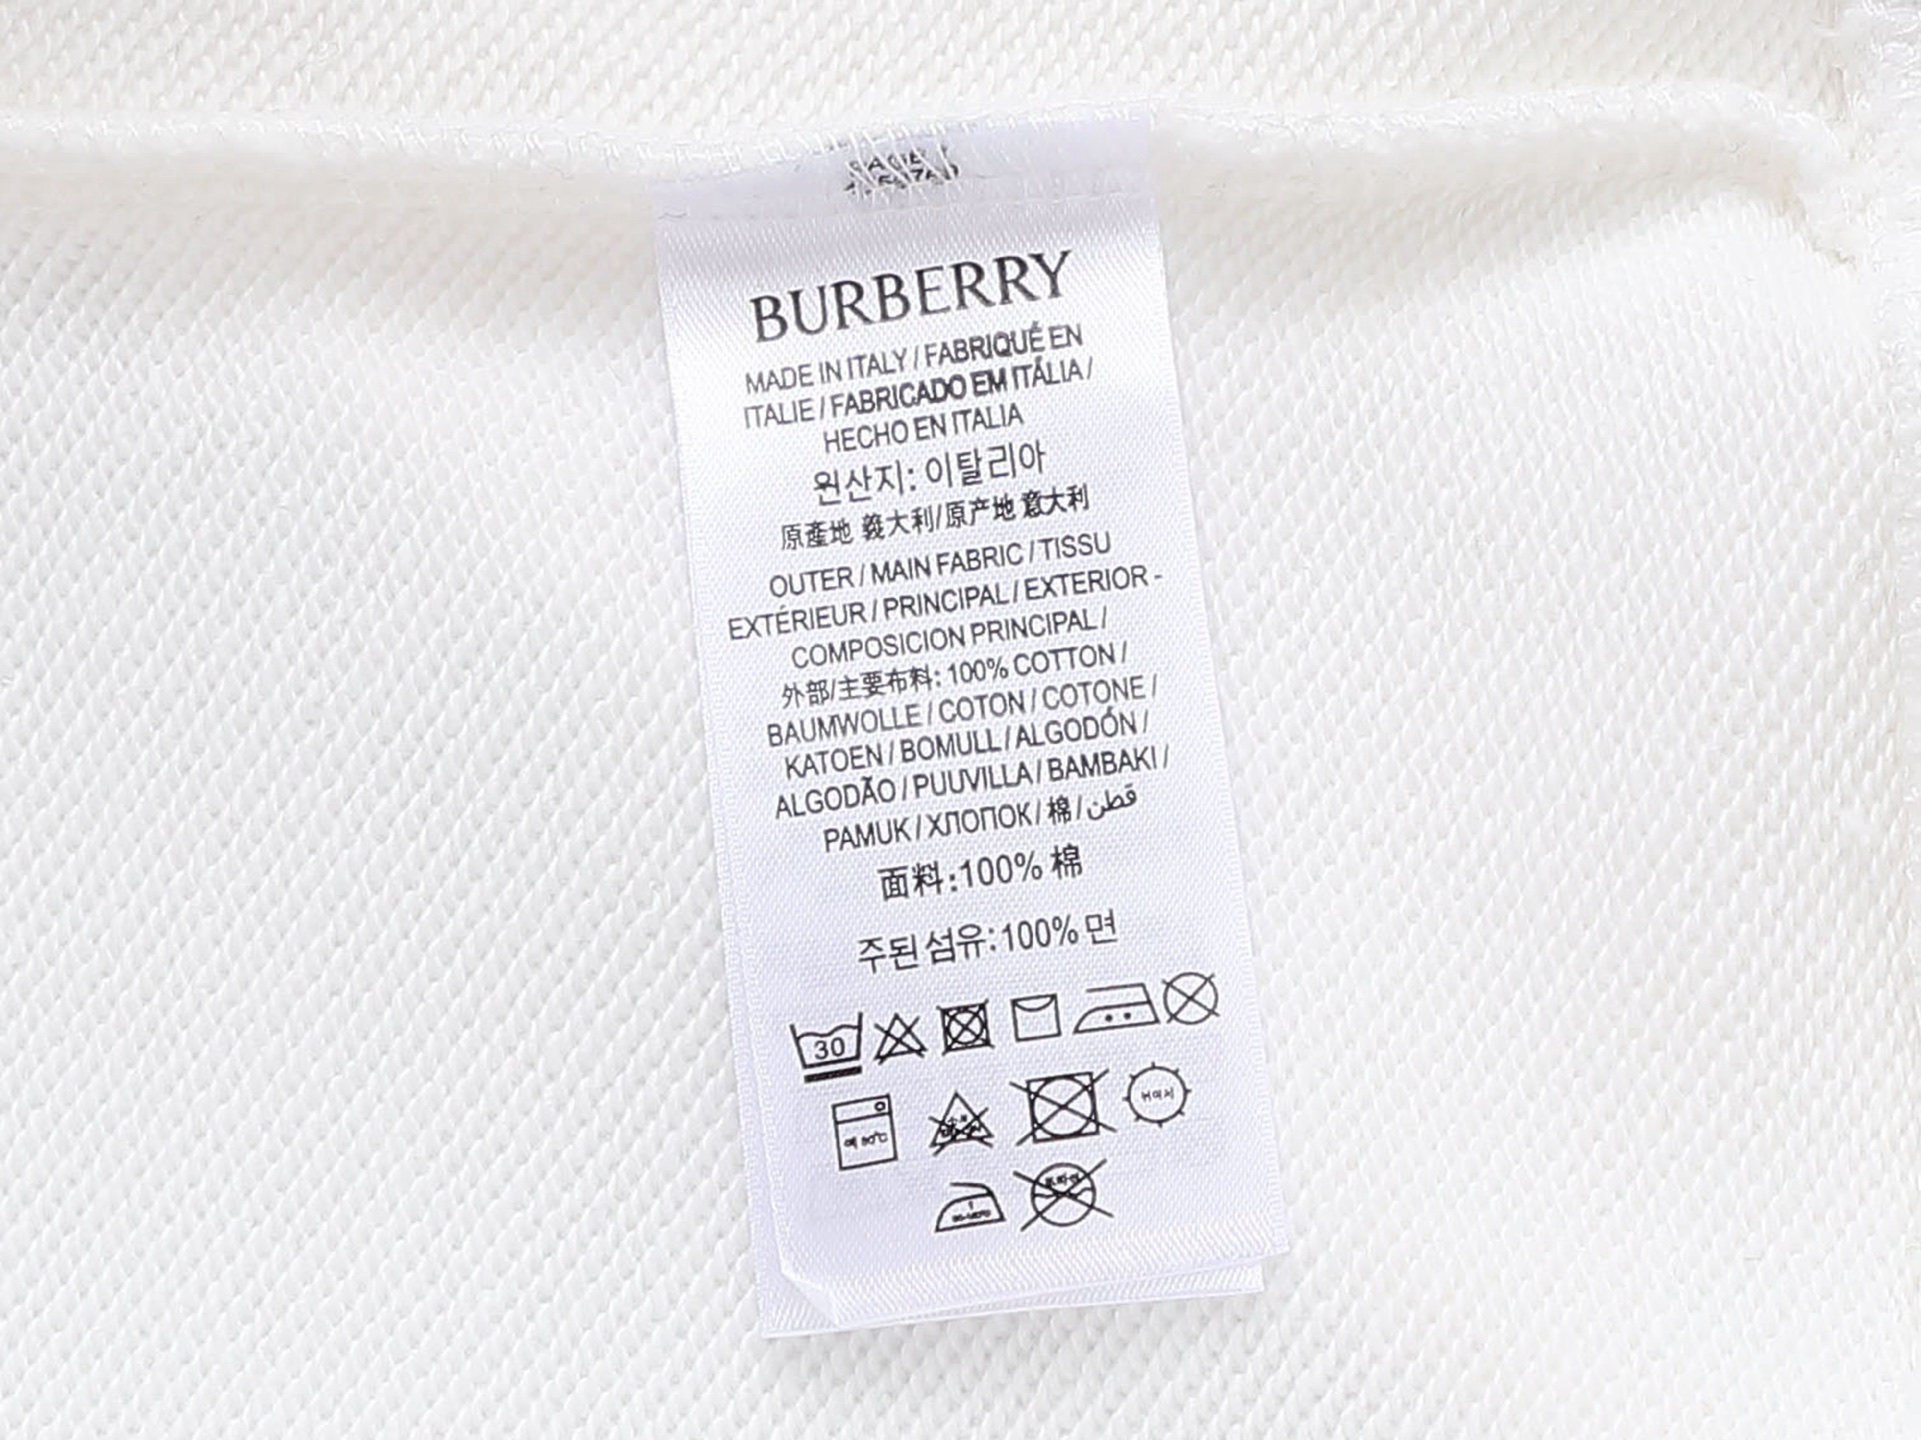 BURBERRY
MADE IN ITALY / FABRIQUÉ EN
ITALIE / FABRICADO EM ITÁLIA /
HECHO EN ITALIA
원산지: 이탈리아
原產地 義大利/原产地 意大利
OUTER / MAIN FABRIC / TISSU
EXTÉRIEUR / PRINCIPAL / EXTERIOR -
COMPOSICION PRINCIPAL /
外部/主要布料: 100% COTTON /
BAUMWOLLE / COTON / COTONE /
KATOEN / BOMULL / ALGODÓN /
ALGODÃO / PUUVILLA / BAMBAKI /
PAMUK / ХЛОПОК / 棉 / قطن
面料:100% 棉
주된 섬유:100% 면
30